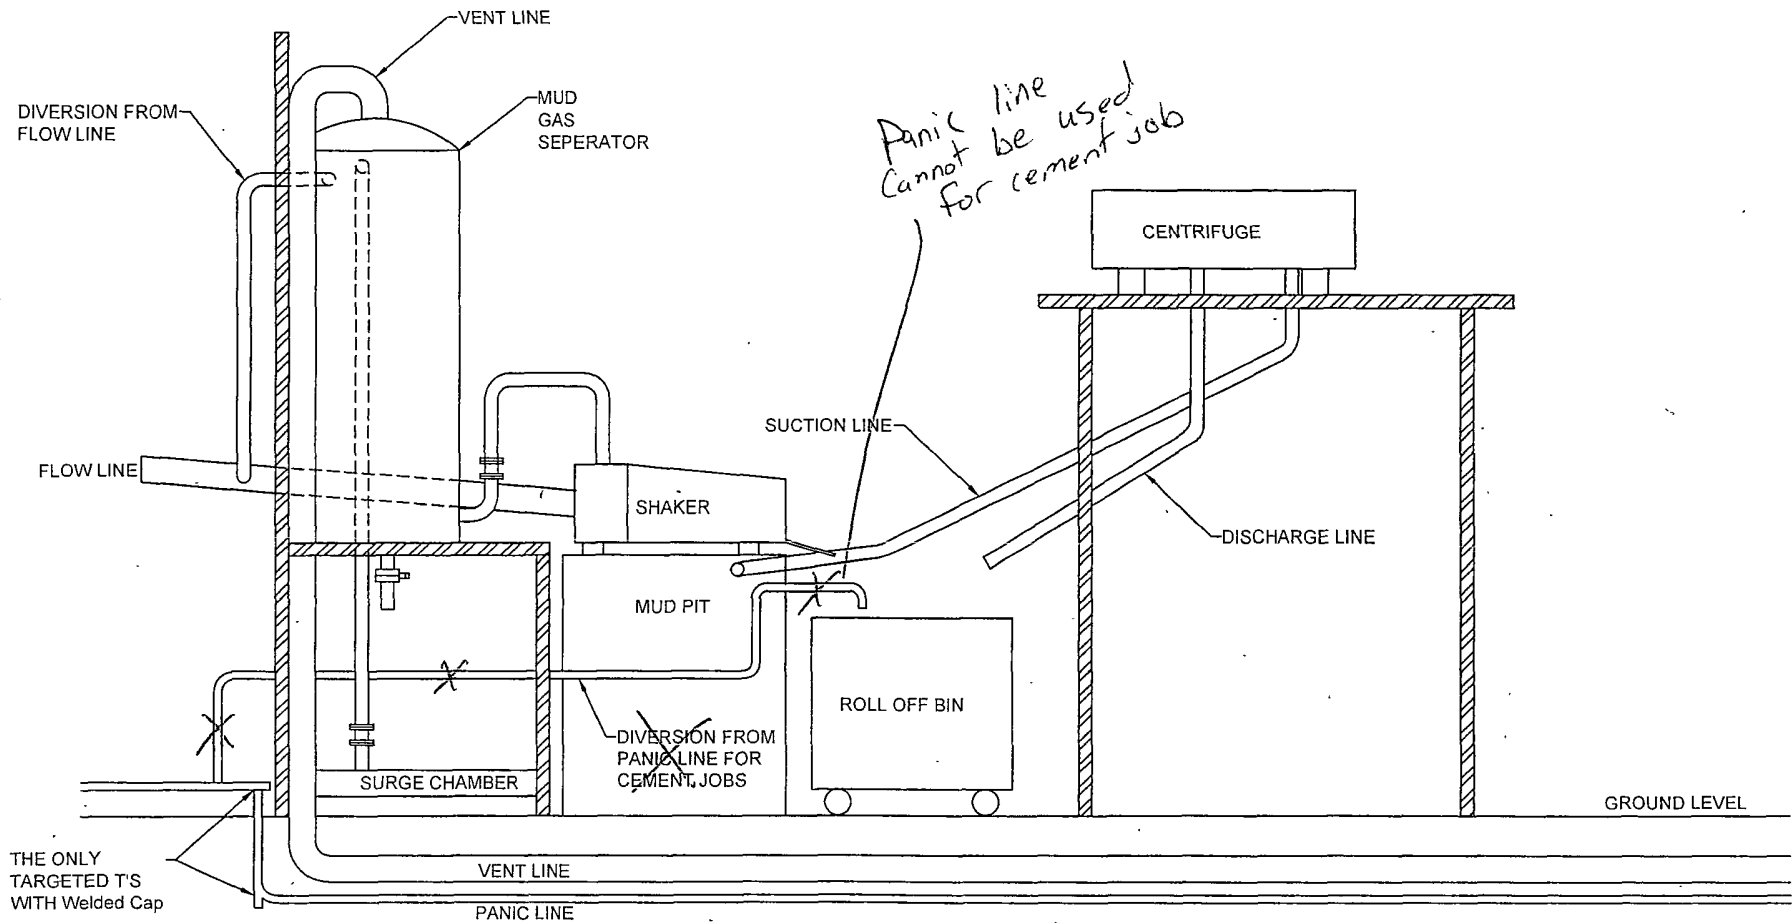 VENT LINE
DIVERSION FROM
FLOW LINE
MUD
GAS
SEPERATOR
Panic line
Cannot be used
for cement job
CENTRIFUGE
SUCTION LINE
FLOW LINE
SHAKER
DISCHARGE LINE
MUD PIT
ROLL OFF BIN
DIVERSION FROM
PANIC LINE FOR
CEMENT JOBS
SURGE CHAMBER
GROUND LEVEL
THE ONLY
TARGETED T'S
WITH Welded Cap
VENT LINE
PANIC LINE